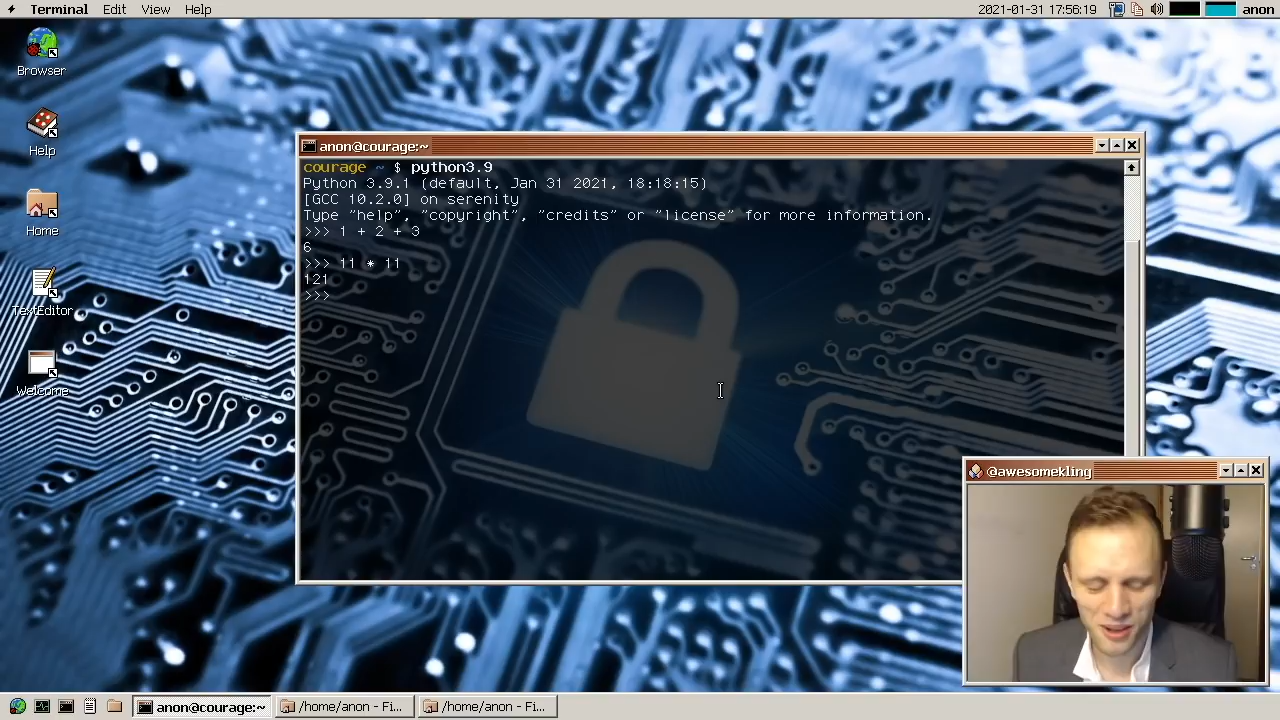 Terminal Edit View Help 2021-01-31 17:56:19 anon
Browser
Help
Home
TextEditor
Welcome
anon@courage:~
courage ~ $ python3.9
Python 3.9.1 (default, Jan 31 2021, 18:18:15)
[GCC 10.2.0] on serenity
Type "help", "copyright", "credits" or "license" for more information.
>>> 1 + 2 + 3
6
>>> 11 * 11
121
>>>
@awesomekling
anon@courage:~ /home/anon - Fi... /home/anon - Fi...